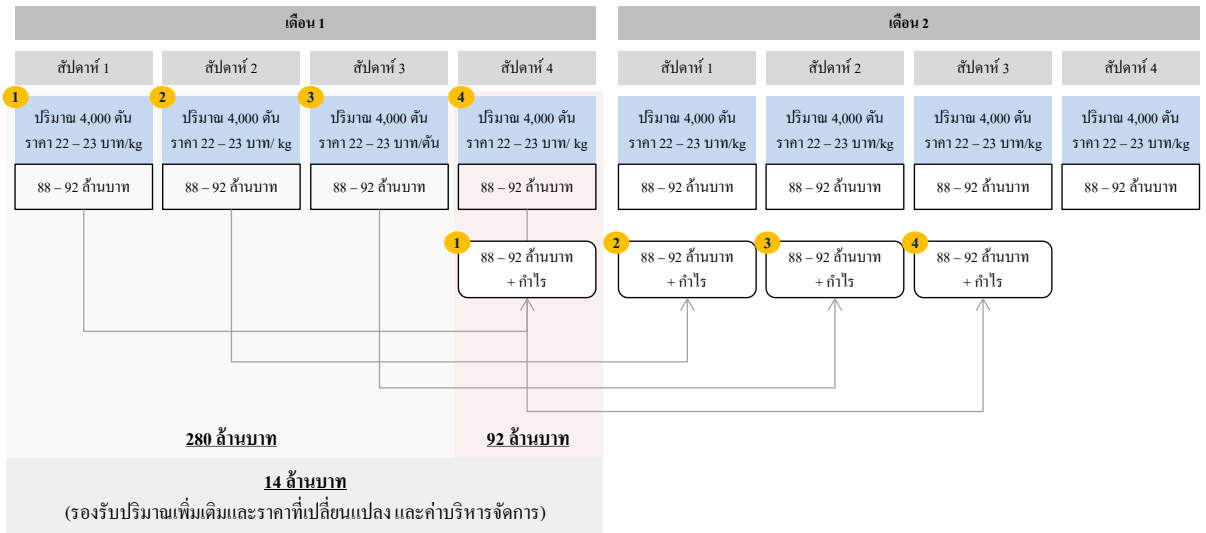 เดือน 1
เดือน 2
สัปดาห์ 1
สัปดาห์ 2
สัปดาห์ 3
สัปดาห์ 4
สัปดาห์ 1
สัปดาห์ 2
สัปดาห์ 3
สัปดาห์ 4
1
ปริมาณ 4,000 ตัน
ราคา 22 – 23 บาท/kg
2
ปริมาณ 4,000 ตัน
ราคา 22 – 23 บาท/ kg
3
ปริมาณ 4,000 ตัน
ราคา 22 – 23 บาท/ตัน
4
ปริมาณ 4,000 ตัน
ราคา 22 – 23 บาท/ kg
ปริมาณ 4,000 ตัน
ราคา 22 – 23 บาท/kg
ปริมาณ 4,000 ตัน
ราคา 22 – 23 บาท/kg
ปริมาณ 4,000 ตัน
ราคา 22 – 23 บาท/kg
ปริมาณ 4,000 ตัน
ราคา 22 – 23 บาท/kg
88 – 92 ล้านบาท
88 – 92 ล้านบาท
88 – 92 ล้านบาท
88 – 92 ล้านบาท
88 – 92 ล้านบาท
88 – 92 ล้านบาท
88 – 92 ล้านบาท
88 – 92 ล้านบาท
1
88 – 92 ล้านบาท
+ กำไร
2
88 – 92 ล้านบาท
+ กำไร
3
88 – 92 ล้านบาท
+ กำไร
4
88 – 92 ล้านบาท
+ กำไร
280 ล้านบาท
92 ล้านบาท
14 ล้านบาท
(รองรับปริมาณเพิ่มเติมและราคาที่เปลี่ยนแปลง และค่าบริหารจัดการ)